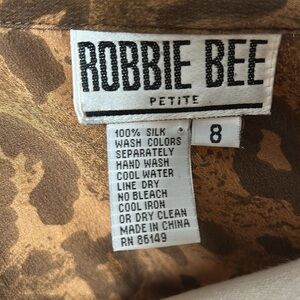 ROBBIE BEE
PETITE
8
100% SILK
WASH COLORS
SEPARATELY
HAND WASH
COOL WATER
LINE DRY
NO BLEACH
COOL IRON
OR DRY CLEAN
MADE IN CHINA
RN 86149